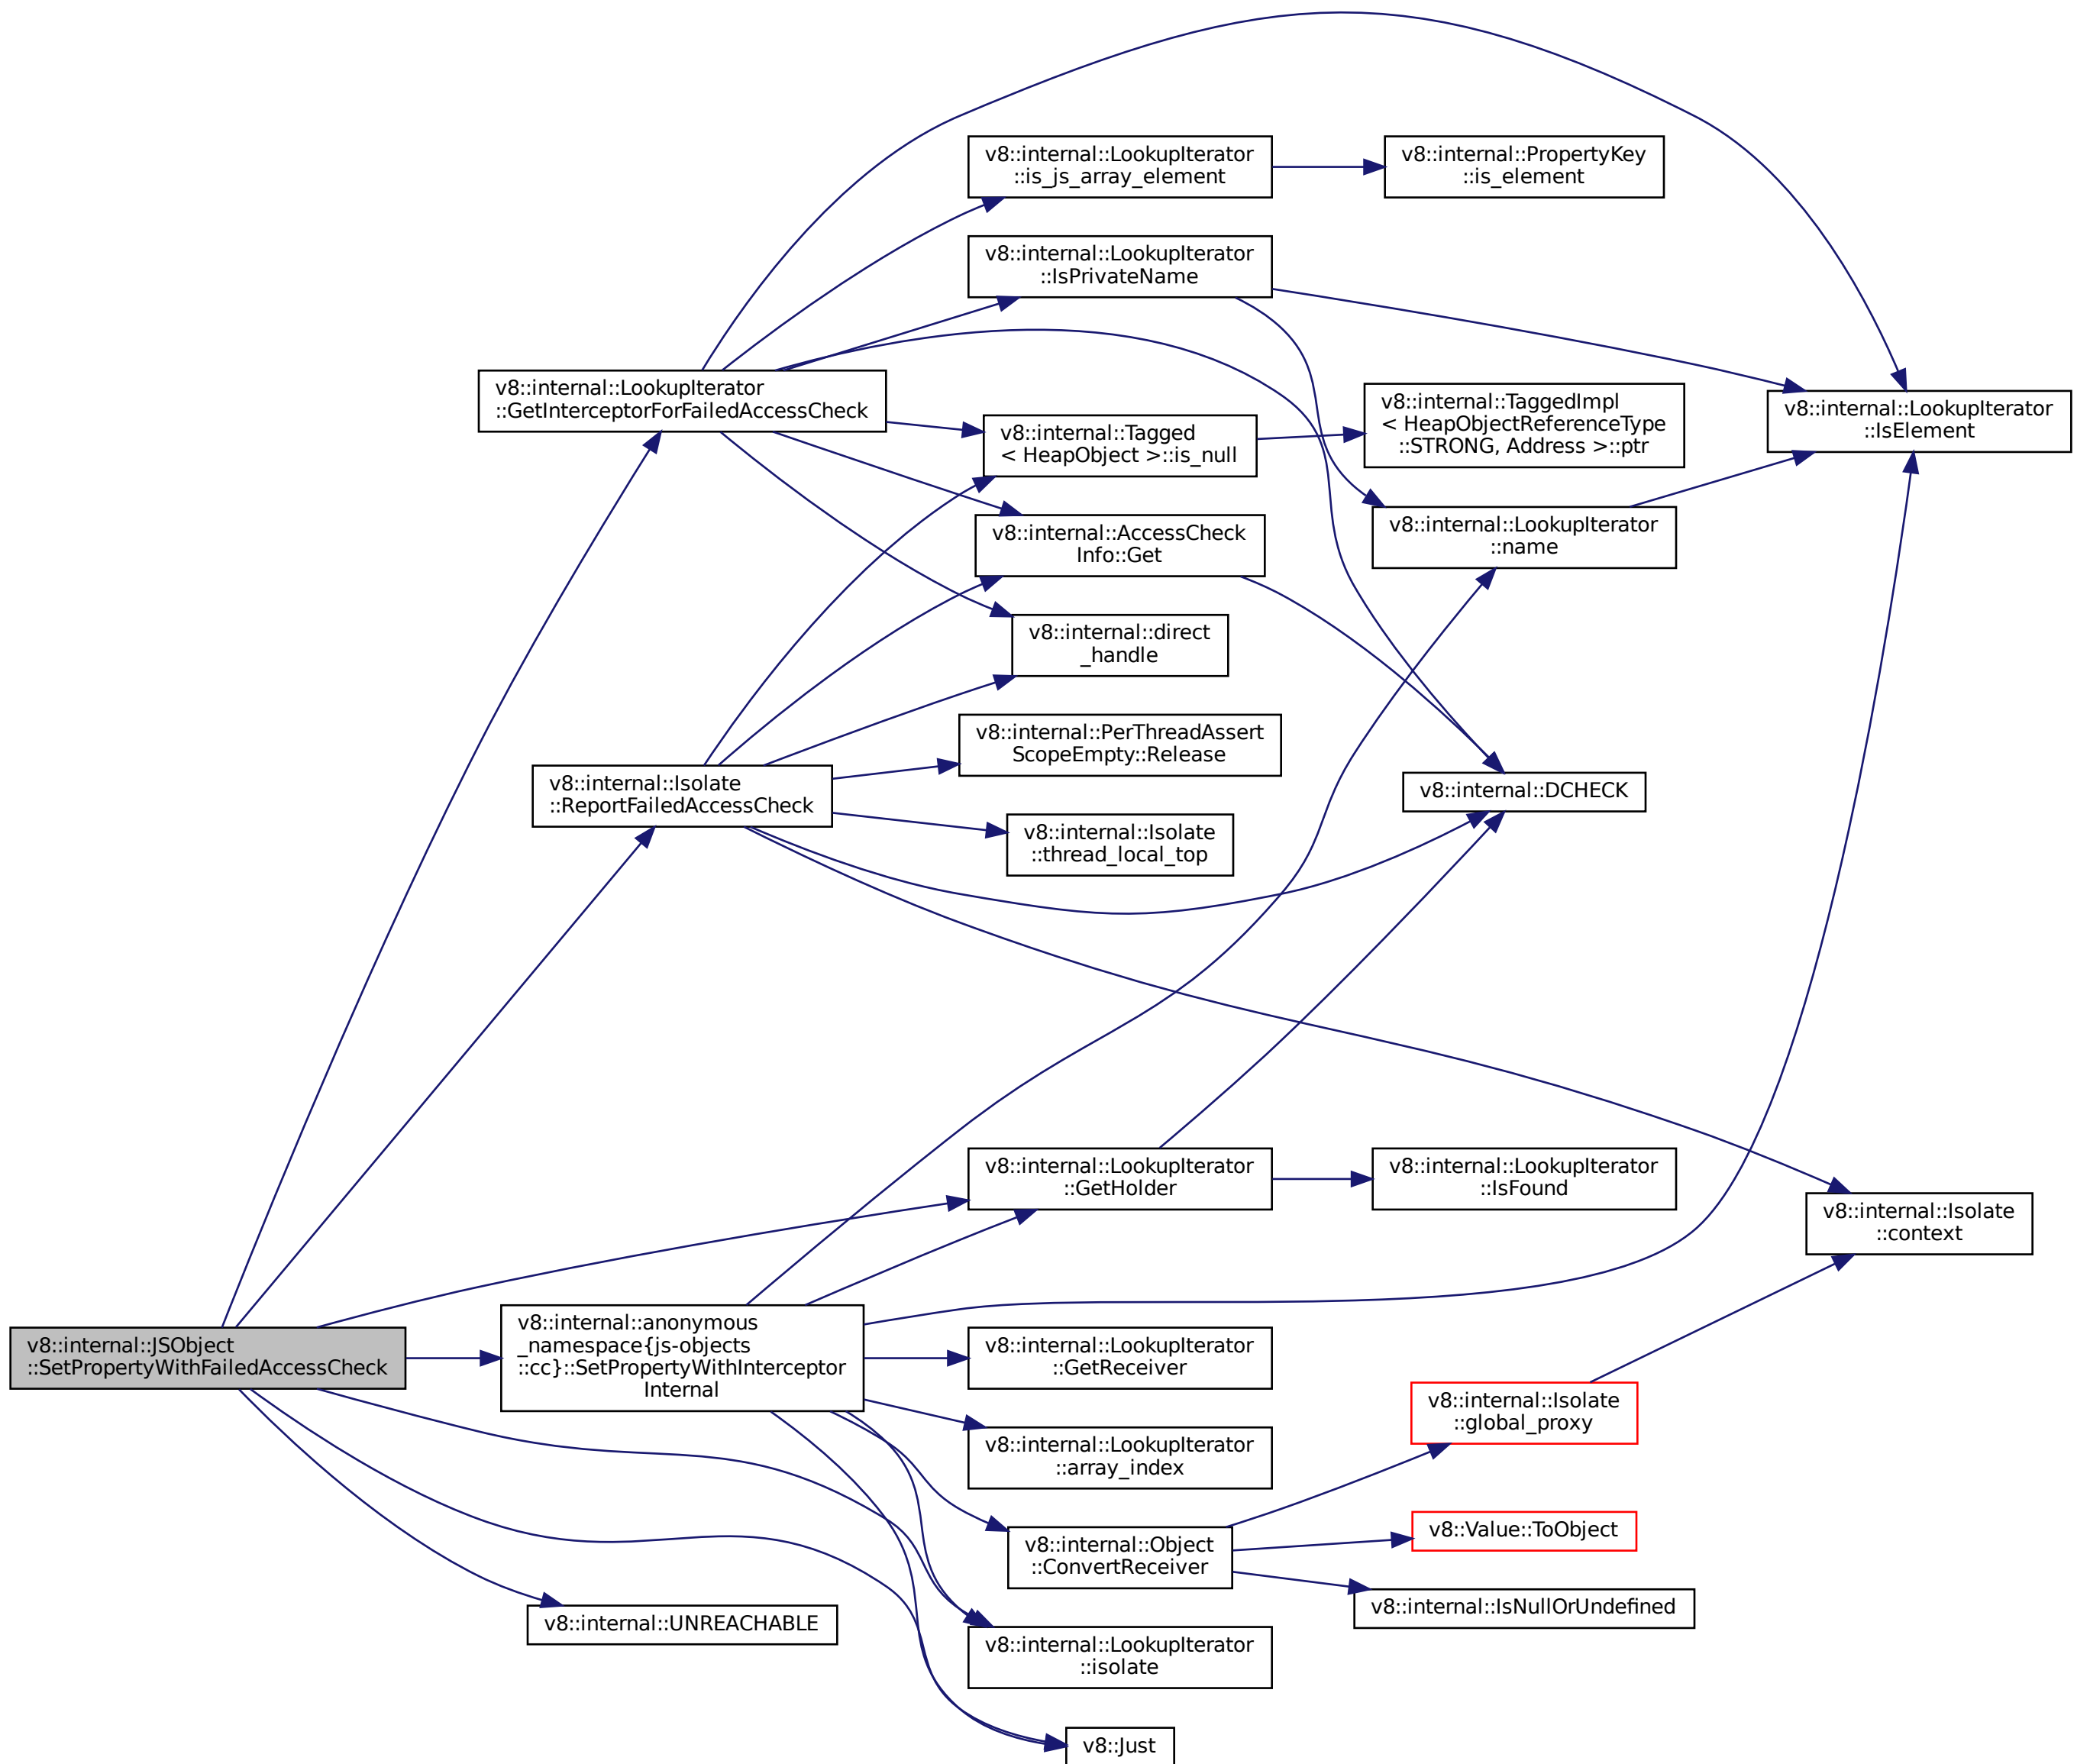 v8::internal::LookupIterator
::is_js_array_element
v8::internal::PropertyKey
::is_element
v8::internal::LookupIterator
::IsPrivateName
v8::internal::LookupIterator
::GetInterceptorForFailedAccessCheck
v8::internal::Tagged
< HeapObject >::is_null
v8::internal::TaggedImpl
< HeapObjectReferenceType
::STRONG, Address >::ptr
v8::internal::LookupIterator
::IsElement
v8::internal::AccessCheck
Info::Get
v8::internal::LookupIterator
::name
v8::internal::direct
_handle
v8::internal::PerThreadAssert
ScopeEmpty::Release
v8::internal::Isolate
::ReportFailedAccessCheck
v8::internal::DCHECK
v8::internal::Isolate
::thread_local_top
v8::internal::LookupIterator
::GetHolder
v8::internal::LookupIterator
::IsFound
v8::internal::Isolate
::context
v8::internal::JSObject
::SetPropertyWithFailedAccessCheck
v8::internal::anonymous
_namespace{js-objects
::cc}::SetPropertyWithInterceptor
Internal
v8::internal::LookupIterator
::GetReceiver
v8::internal::Isolate
::global_proxy
v8::internal::LookupIterator
::array_index
v8::internal::Object
::ConvertReceiver
v8::Value::ToObject
v8::internal::IsNullOrUndefined
v8::internal::UNREACHABLE
v8::internal::LookupIterator
::isolate
v8::Just